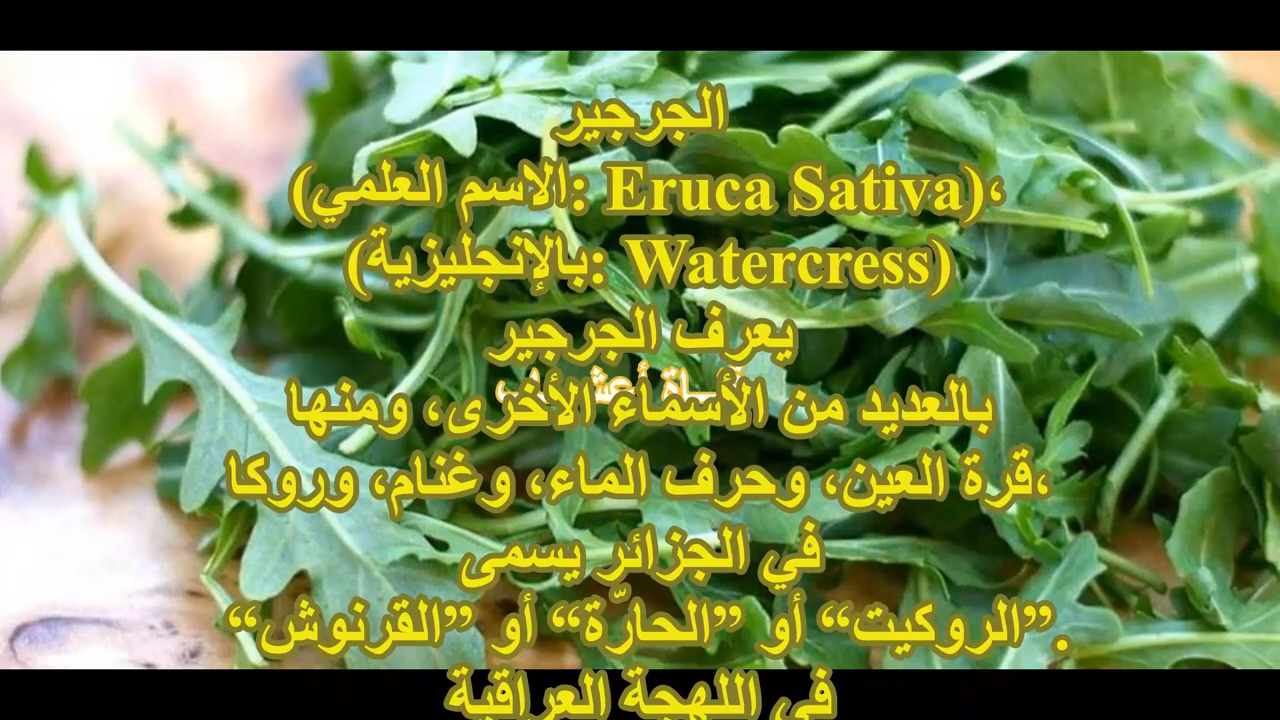 الجرجير
(الاسم العلمي: Eruca Sativa)،
(بالإنجليزية: Watercress)
يعرف الجرجير
بالعديد من الأسماء الأخرى، ومنها
قرة العين، وحرف الماء، وغنام، وروكا،
في الجزائر يسمى
“الروكيت” أو “الحارّة” أو “القرنوش”.
في اللهجة العراقية